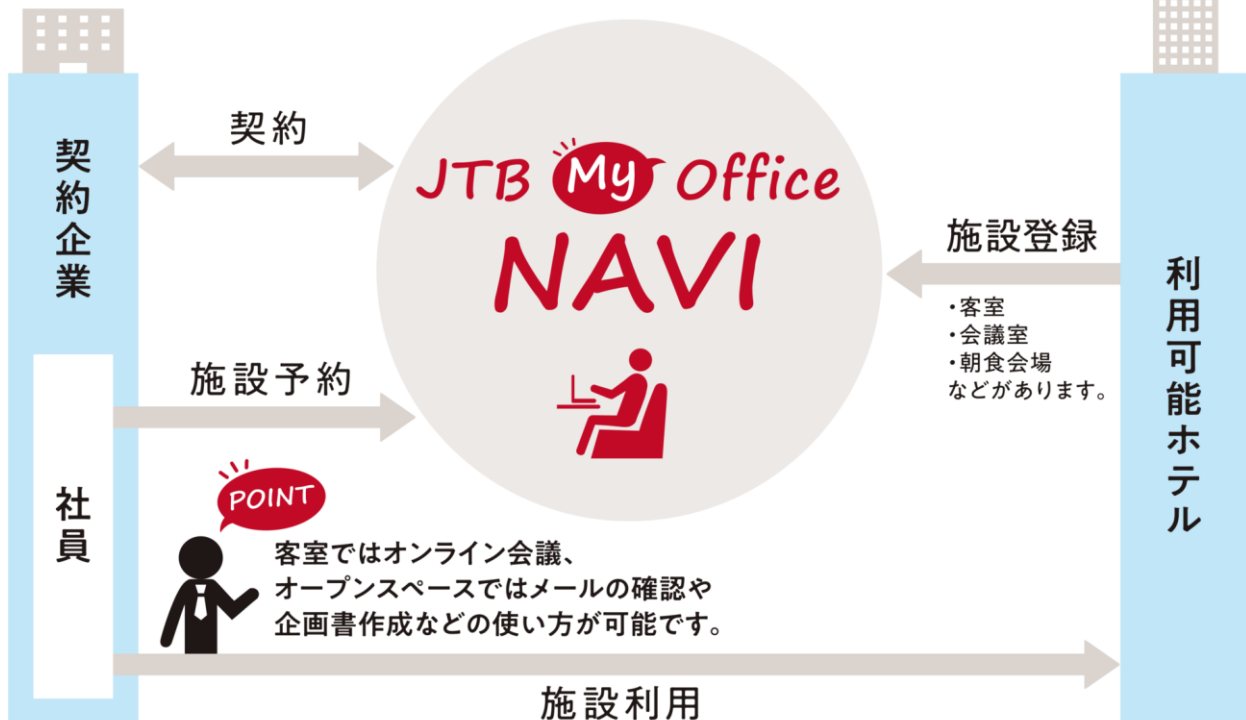 契約企業
社員
契約
施設予約
JTB My Office
NAVI
施設登録
・客室
・会議室
・朝食会場
などがあります。
利用可能ホテル
POINT
客室ではオンライン会議、
オープンスペースではメールの確認や
企画書作成などの使い方が可能です。
施設利用